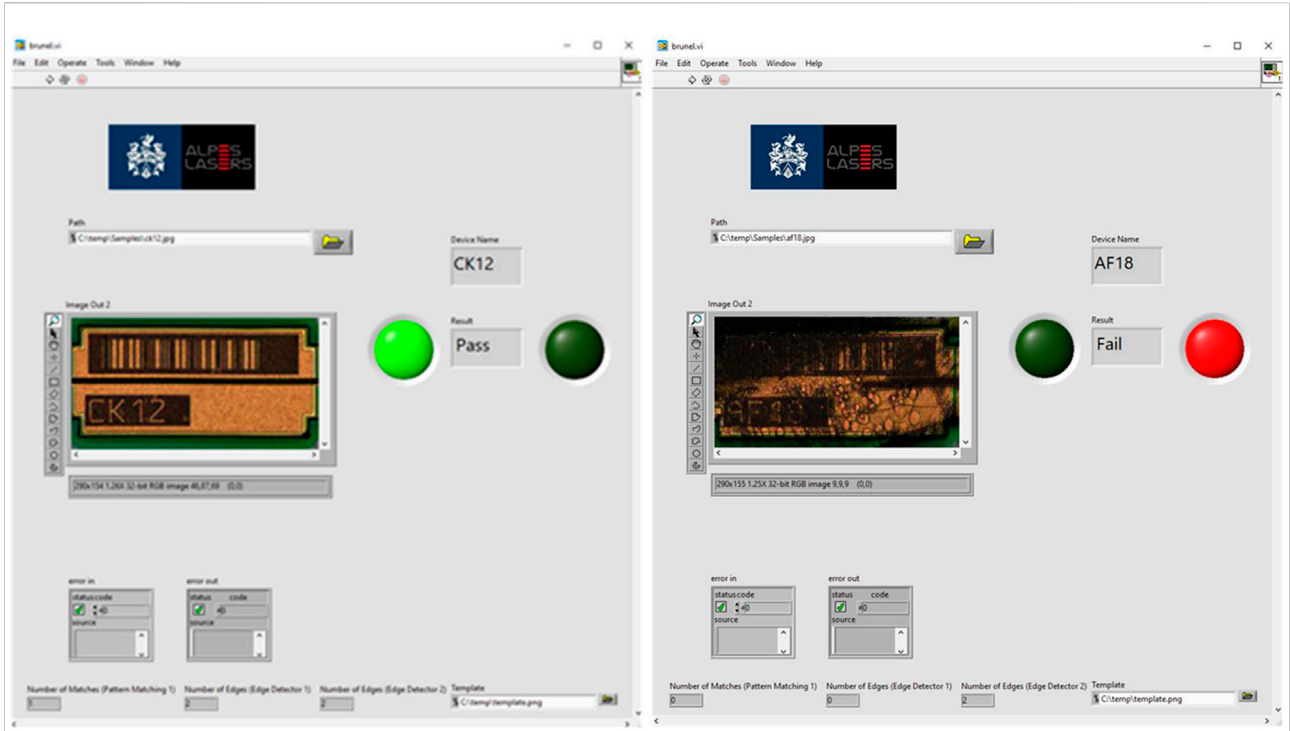 brunel.vi
File Edit Operate Tools Window Help
ALPES
LASERS
Path
C:\temp\Samples\ck12.jpg
Device Name
CK12
Image Out 2
CK12
Result
Pass
290x154 1.26X 32-bit RGB image 46,87,69 (0,0)
error in
status code
0
source
error out
status code
0
source
Number of Matches (Pattern Matching 1)
1
Number of Edges (Edge Detector 1)
2
Number of Edges (Edge Detector 2)
2
Template
C:\temp\template.png
brunel.vi
File Edit Operate Tools Window Help
ALPES
LASERS
Path
C:\temp\Samples\af18.jpg
Device Name
AF18
Image Out 2
AF18
Result
Fail
290x155 1.25X 32-bit RGB image 9,9,9 (0,0)
error in
status code
0
source
error out
status code
0
source
Number of Matches (Pattern Matching 1)
0
Number of Edges (Edge Detector 1)
0
Number of Edges (Edge Detector 2)
2
Template
C:\temp\template.png